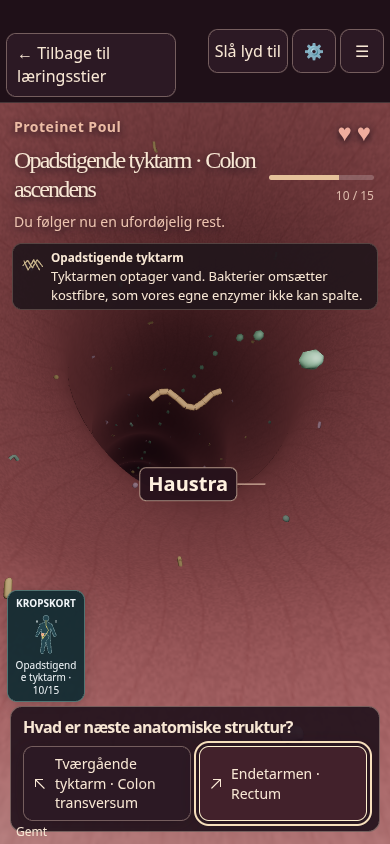 ← Tilbage til
læringsstier
Slå lyd til
Proteinet Poul
Opadstigende tyktarm · Colon
ascendens
10 / 15
Du følger nu en ufordøjelig rest.
Opadstigende tyktarm
Tyktarmen optager vand. Bakterier omsætter
kostfibre, som vores egne enzymer ikke kan spalte.
Haustra
KROPSKORT
Opadstigend
e tyktarm ·
10/15
Hvad er næste anatomiske struktur?
Tværgående
tyktarm · Colon
transversum
Endetarmen ·
Rectum
Gemt